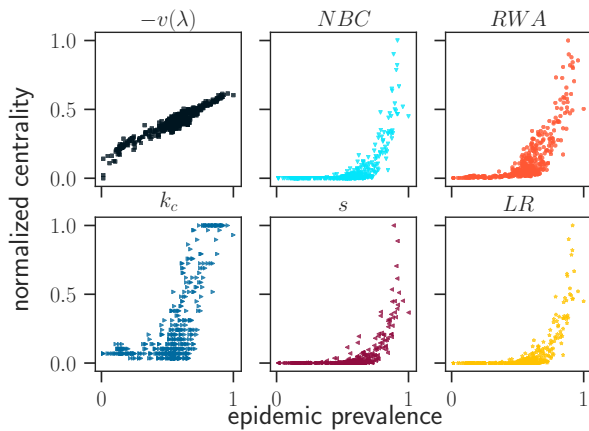 −v(λ) NBC RWA
1.0
0.5
0.0
normalized centrality
k_c s LR
1.0
0.5
0.0
0 1 0 1 0 1
epidemic prevalence